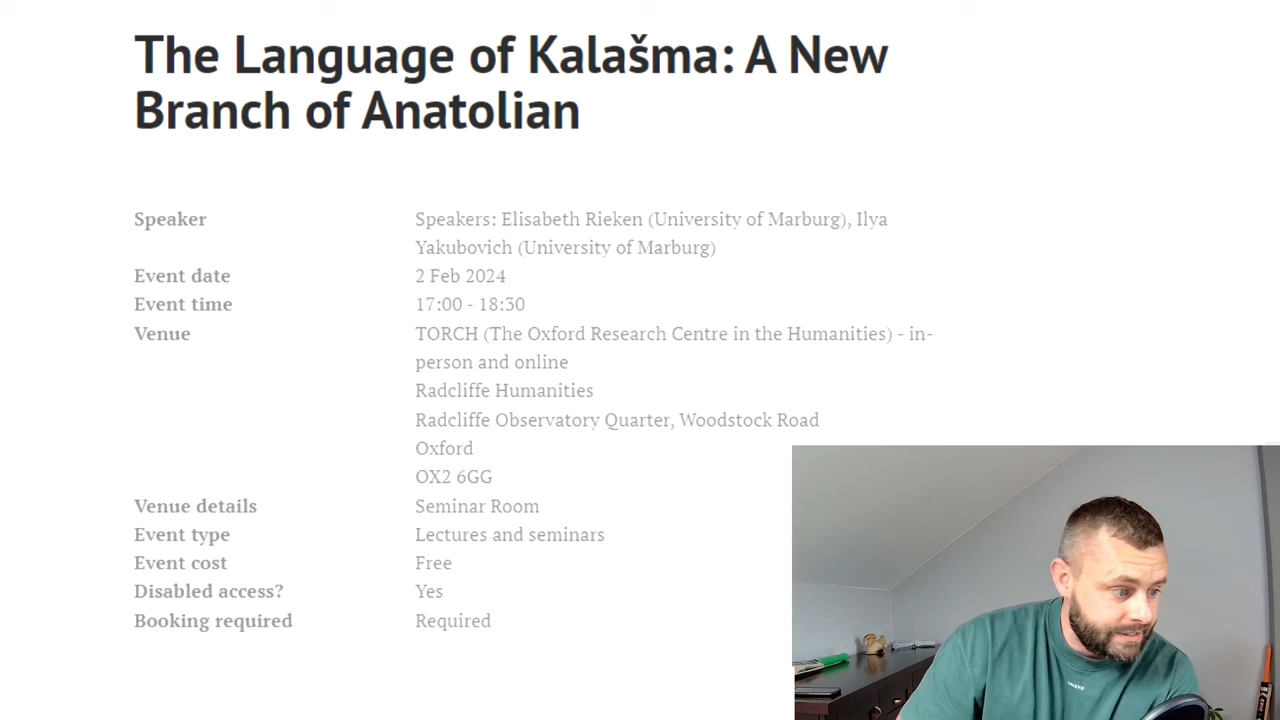 The Language of Kalašma: A New
Branch of Anatolian
Speaker Speakers: Elisabeth Rieken (University of Marburg), Ilya
Yakubovich (University of Marburg)
Event date 2 Feb 2024
Event time 17:00 - 18:30
Venue TORCH (The Oxford Research Centre in the Humanities) - in-
person and online
Radcliffe Humanities
Radcliffe Observatory Quarter, Woodstock Road
Oxford
OX2 6GG
Venue details Seminar Room
Event type Lectures and seminars
Event cost Free
Disabled access? Yes
Booking required Required